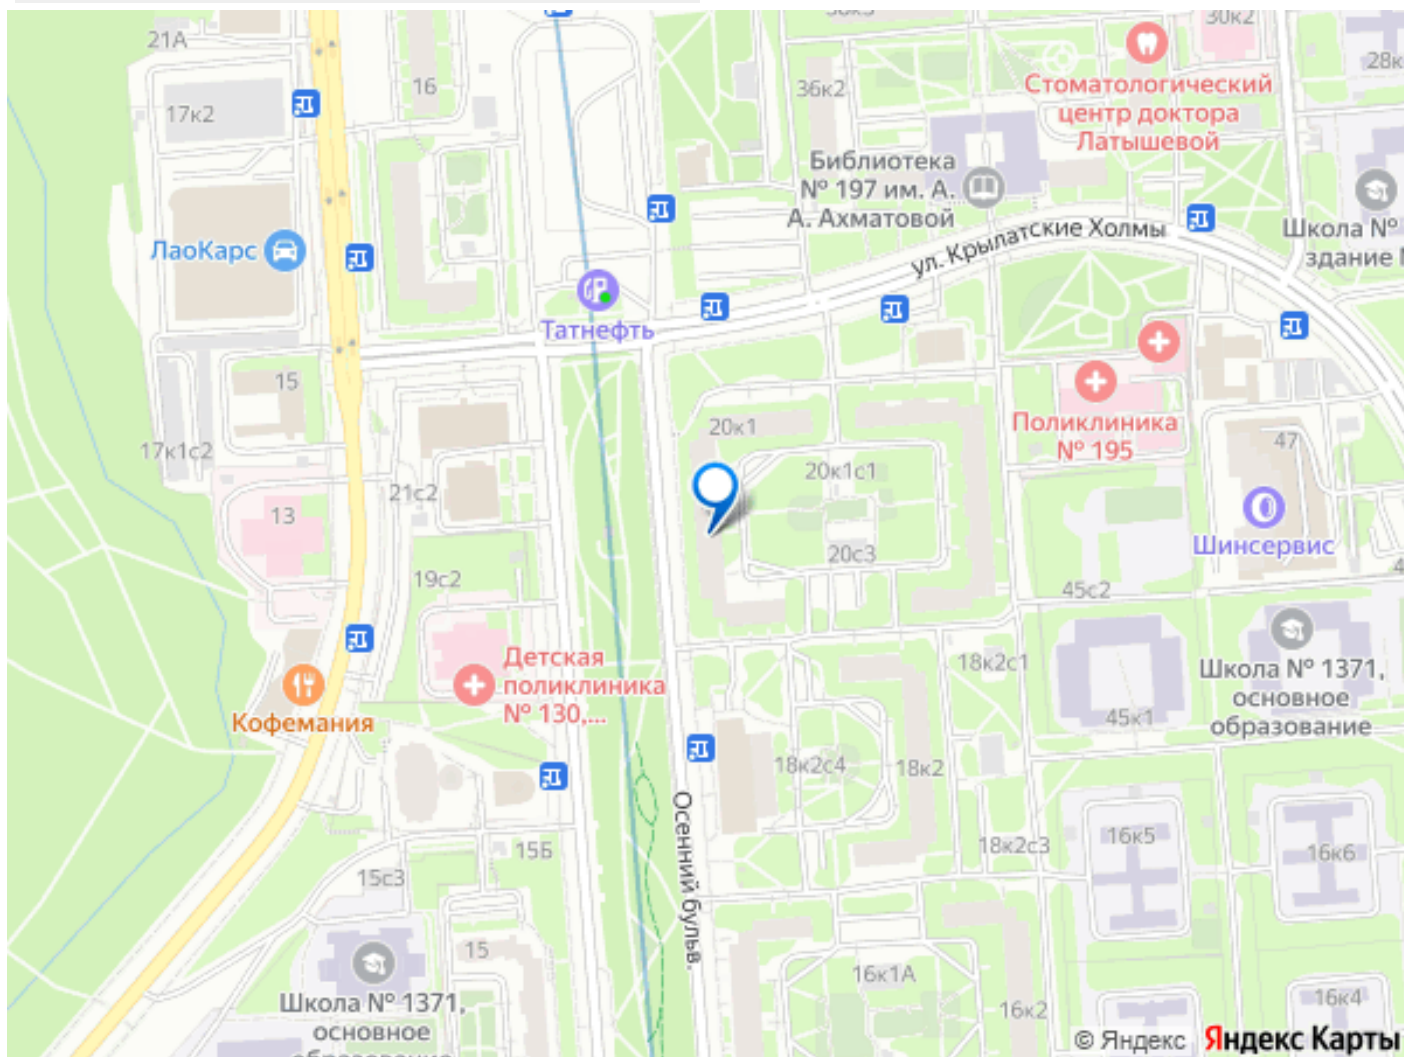 30к2
21А
28к
16
36к2
17к2
Стоматологический
центр доктора
Латышевой
Библиотека
№ 197 им. А.
А. Ахматовой
ул. Крылатские Холмы
Школа №
здание
ЛаоКарс
Татнефть
15
20к1
Поликлиника
№ 195
47
17к1с2
20к1с1
21с2
13
Шинсервис
20с3
19с2
45с2
Детская
поликлиника
№ 130,...
18к2с1
Школа № 1371,
основное
образование
Кофемания
45к1
18к2с4
18к2
Осенний бульв.
15Б
18к2с3
16к5
16к6
15с3
15
16к1А
Школа № 1371,
основное
образование
16к2
16к4
© Яндекс Яндекс Карты